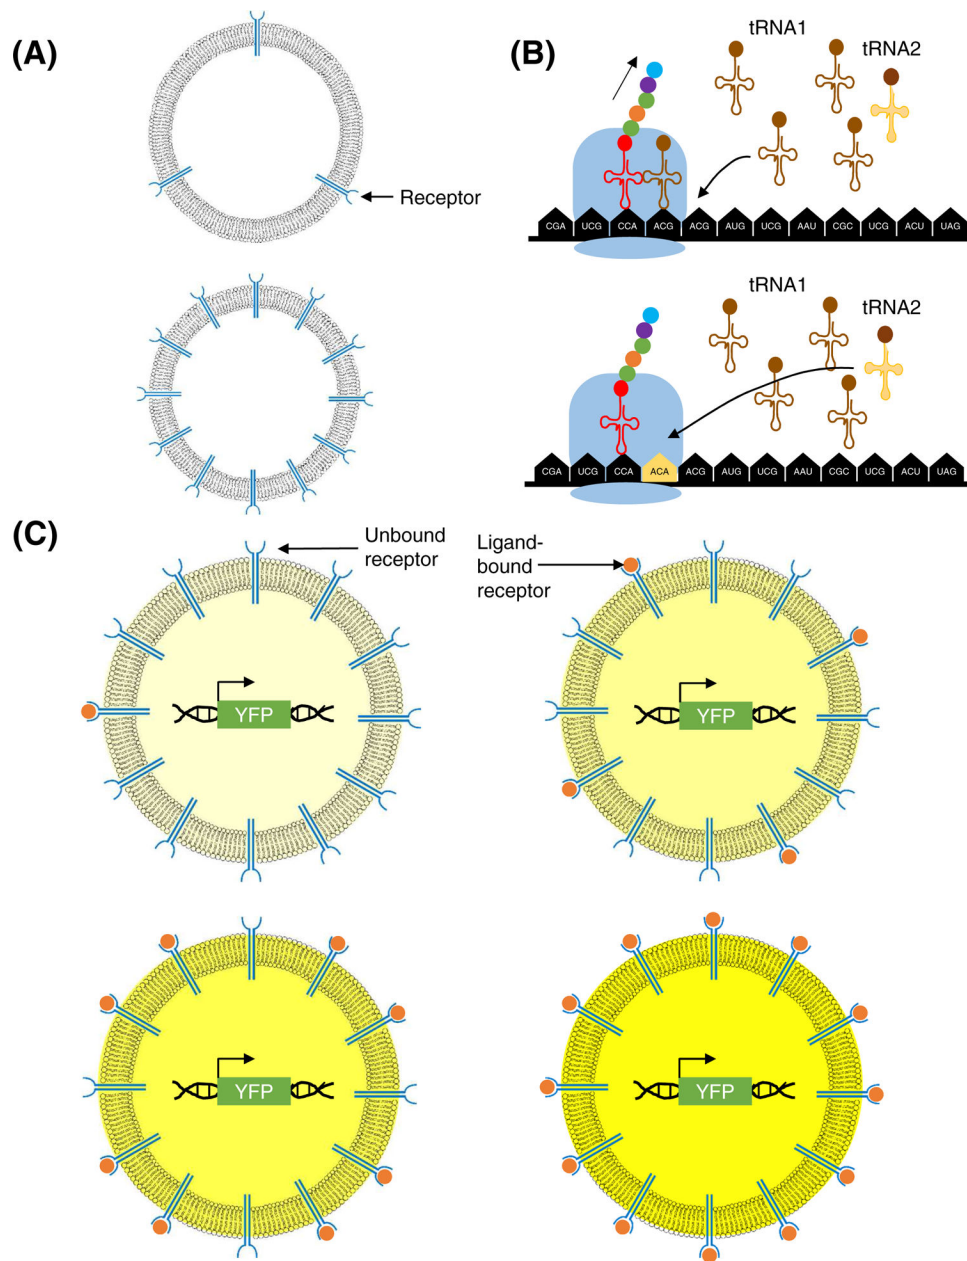 (A)
Receptor
(B)
tRNA1
tRNA2
CGA UCG CCA ACG ACG AUG UCG AAU CGC UCG ACU UAG
tRNA1
tRNA2
CGA UCG CCA ACA ACG AUG UCG AAU CGC UCG ACU UAG
(C)
Unbound
receptor
Ligand-
bound
receptor
YFP
YFP
YFP
YFP